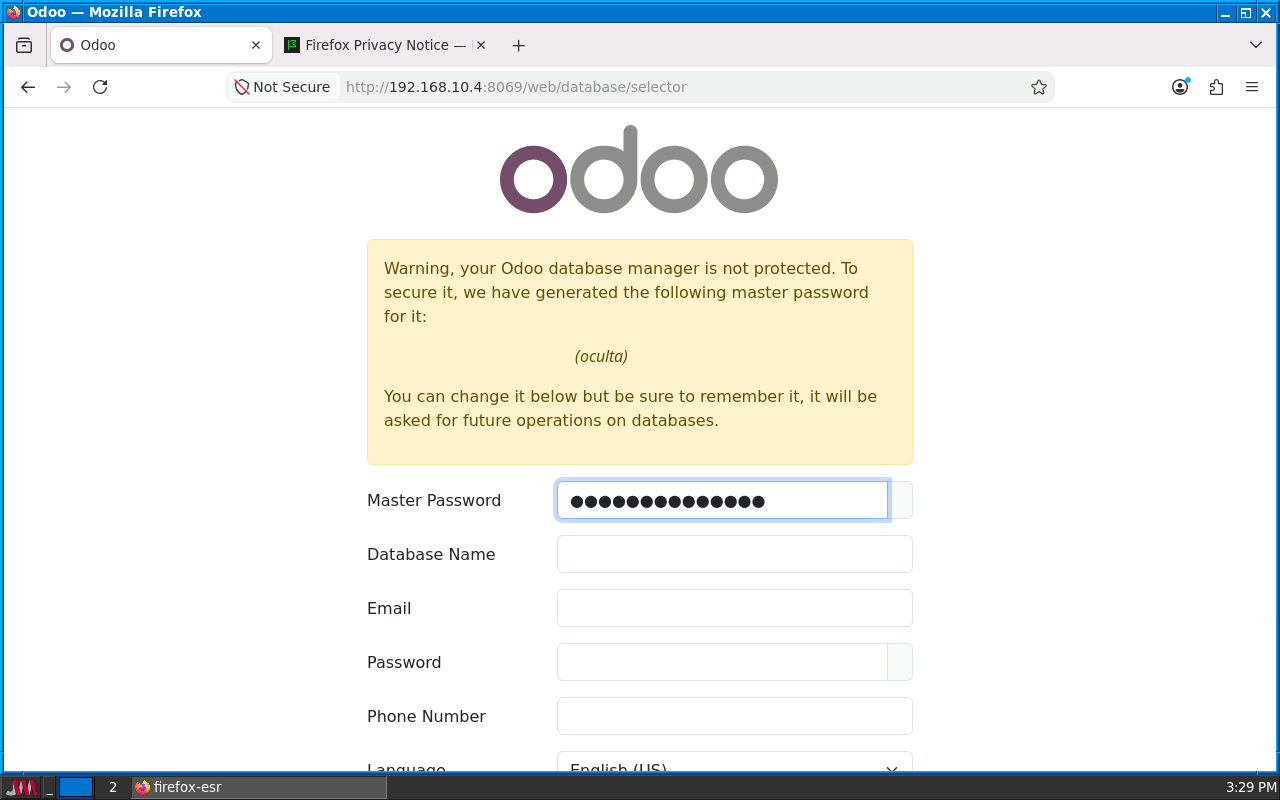 Odoo — Mozilla Firefox
Odoo
Firefox Privacy Notice —
Not Secure
http://192.168.10.4:8069/web/database/selector
odoo
Warning, your Odoo database manager is not protected. To
secure it, we have generated the following master password
for it:
(oculta)
You can change it below but be sure to remember it, it will be
asked for future operations on databases.
Master Password
Database Name
Email
Password
Phone Number
Language
English (US)
2
firefox-esr
3:29 PM